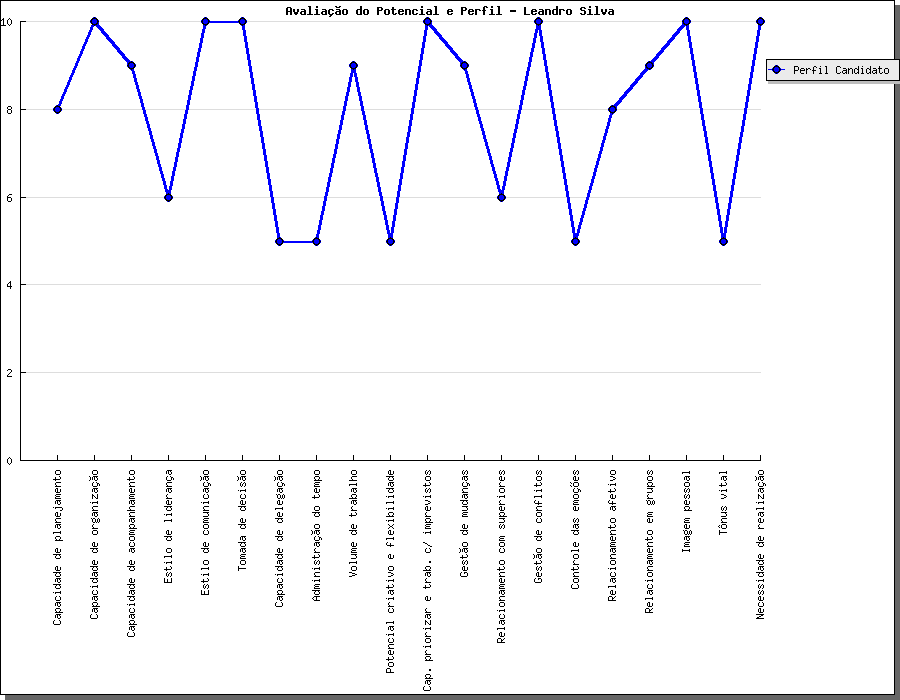 Avaliação do Potencial e Perfil - Leandro Silva
10
8
6
4
2
0
Perfil Candidato
Capacidade de planejamento
Capacidade de organização
Capacidade de acompanhamento
Estilo de liderança
Estilo de comunicação
Tomada de decisão
Capacidade de delegação
Administração do tempo
Volume de trabalho
Potencial criativo e flexibilidade
Cap. priorizar e trab. c/ imprevistos
Gestão de mudanças
Relacionamento com superiores
Gestão de conflitos
Controle das emoções
Relacionamento afetivo
Relacionamento em grupos
Imagem pessoal
Tônus vital
Necessidade de realização